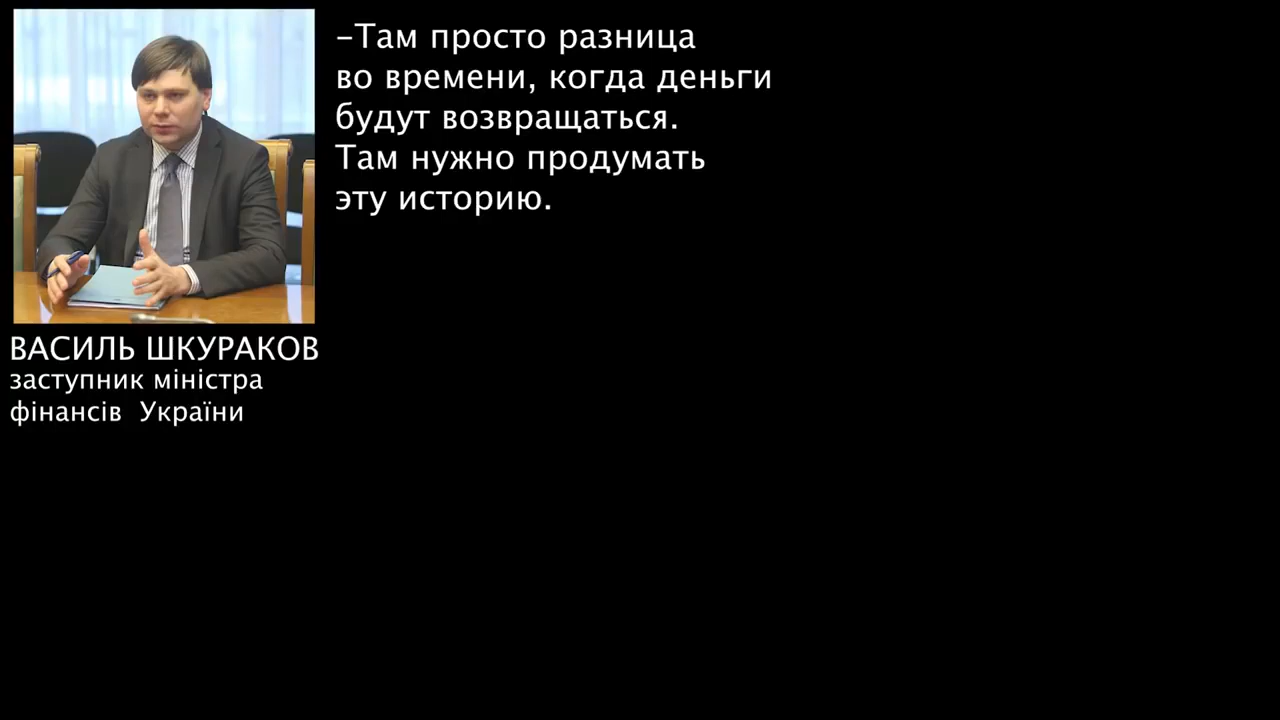 –Там просто разница
во времени, когда деньги
будут возвращаться.
Там нужно продумать
эту историю.
ВАСИЛЬ ШКУРАКОВ
заступник міністра
фінансів України